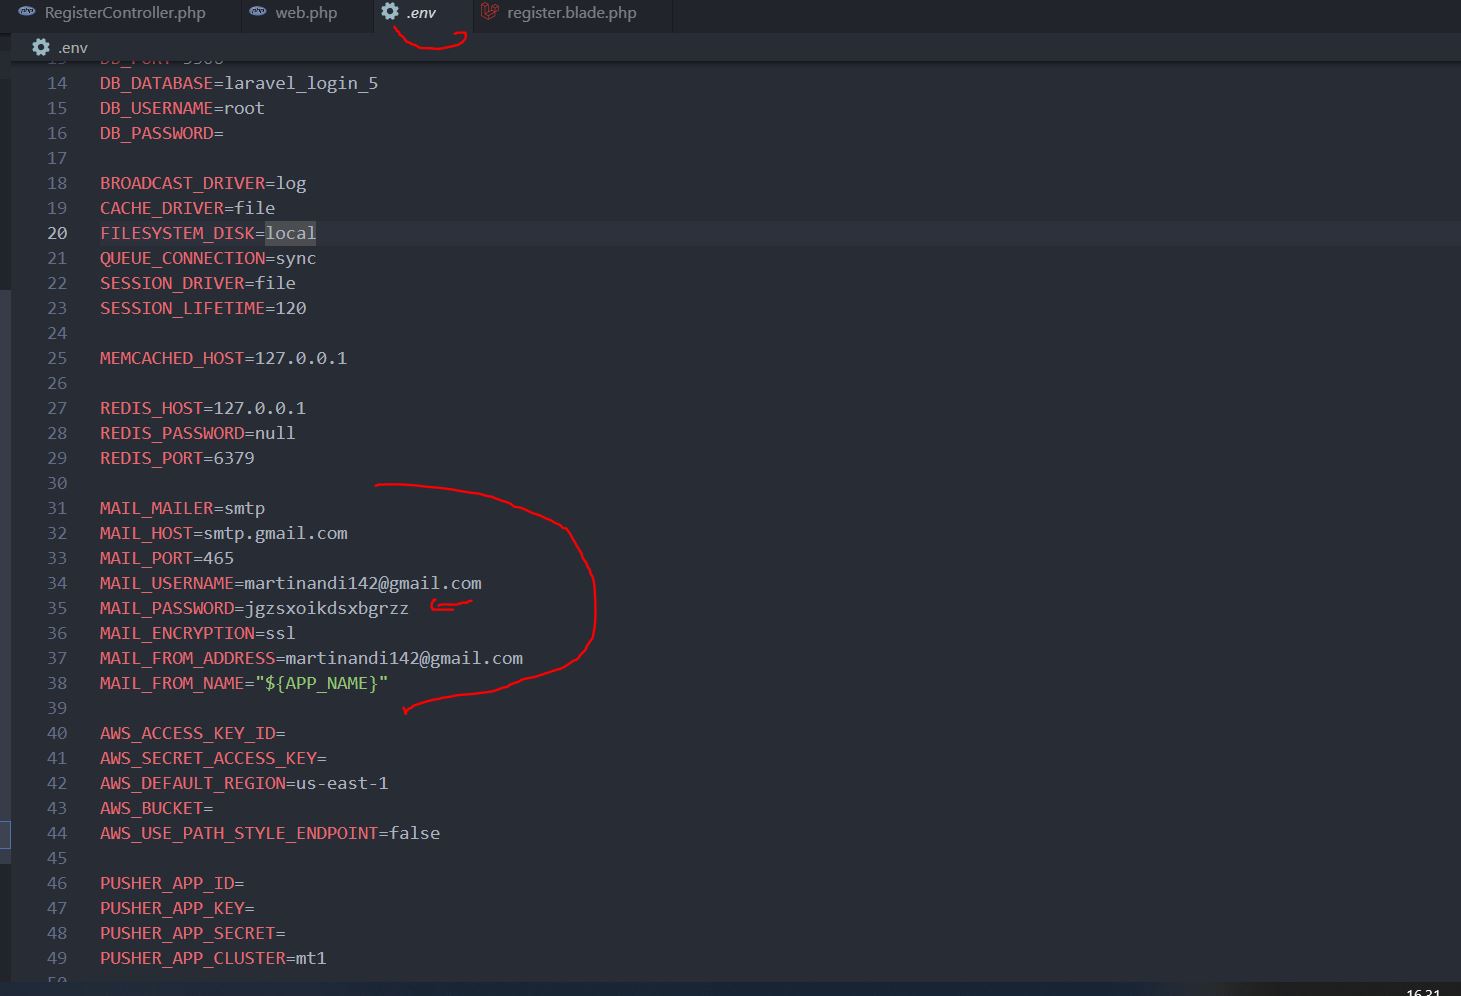 RegisterController.php
web.php
.env
register.blade.php
.env
14 DB_DATABASE=laravel_login_5
15 DB_USERNAME=root
16 DB_PASSWORD=
17
18 BROADCAST_DRIVER=log
19 CACHE_DRIVER=file
20 FILESYSTEM_DISK=local
21 QUEUE_CONNECTION=sync
22 SESSION_DRIVER=file
23 SESSION_LIFETIME=120
24
25 MEMCACHED_HOST=127.0.0.1
26
27 REDIS_HOST=127.0.0.1
28 REDIS_PASSWORD=null
29 REDIS_PORT=6379
30
31 MAIL_MAILER=smtp
32 MAIL_HOST=smtp.gmail.com
33 MAIL_PORT=465
34 MAIL_USERNAME=martinandi142@gmail.com
35 MAIL_PASSWORD=jgzsxoikdsxbgrzz
36 MAIL_ENCRYPTION=ssl
37 MAIL_FROM_ADDRESS=martinandi142@gmail.com
38 MAIL_FROM_NAME="${APP_NAME}"
39
40 AWS_ACCESS_KEY_ID=
41 AWS_SECRET_ACCESS_KEY=
42 AWS_DEFAULT_REGION=us-east-1
43 AWS_BUCKET=
44 AWS_USE_PATH_STYLE_ENDPOINT=false
45
46 PUSHER_APP_ID=
47 PUSHER_APP_KEY=
48 PUSHER_APP_SECRET=
49 PUSHER_APP_CLUSTER=mt1